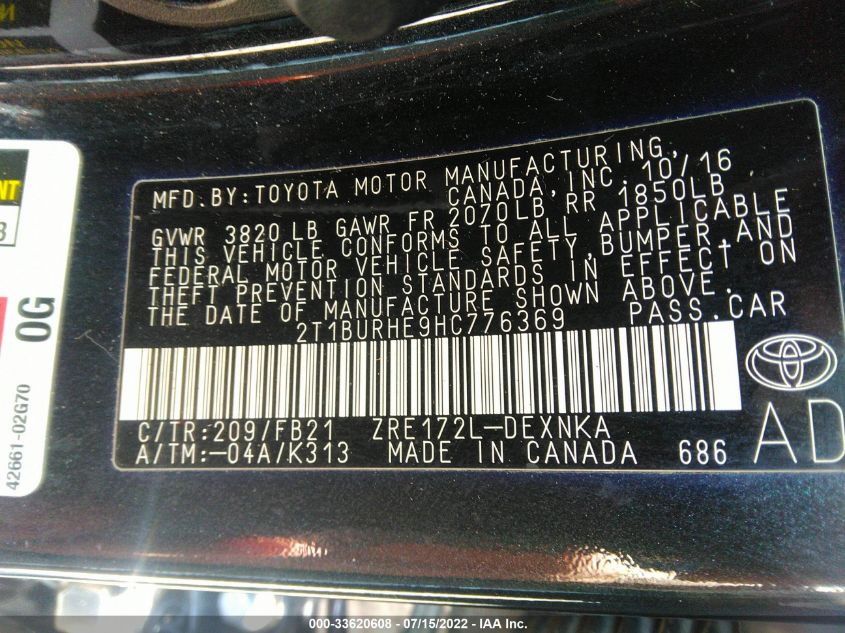 MFD. BY: TOYOTA MOTOR MANUFACTURING,
CANADA, INC. 10/16
GVWR 3820 LB GAWR FR 2070 LB RR 1850LB
THIS VEHICLE CONFORMS TO ALL APPLICABLE
FEDERAL MOTOR VEHICLE SAFETY, BUMPER, AND
THEFT PREVENTION STANDARDS IN EFFECT ON
THE DATE OF MANUFACTURE SHOWN ABOVE.
2T1BURHE9HC776369 PASS. CAR
C/TR: 209/FB21 ZRE172L-DEXNKA
A/TM: -04A/K313 MADE IN CANADA 686
AD
0G
42661-02G70
000-33620608 - 07/15/2022 - IAA Inc.